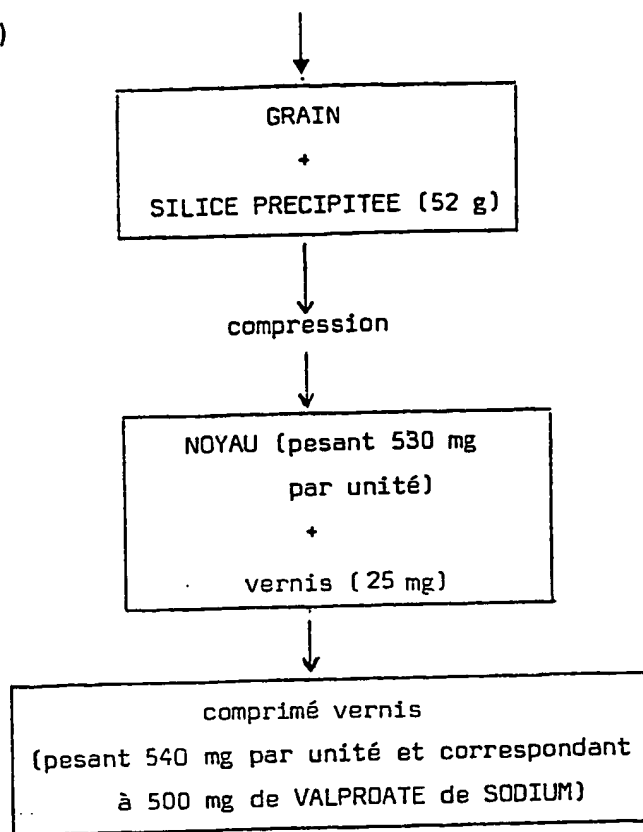 )
GRAIN
+
SILICE PRECIPITEE (52 g)
compression
NOYAU (pesant 530 mg
par unité)
+
vernis (25 mg)
comprimé vernis
(pesant 540 mg par unité et correspondant
à 500 mg de VALPROATE de SODIUM)